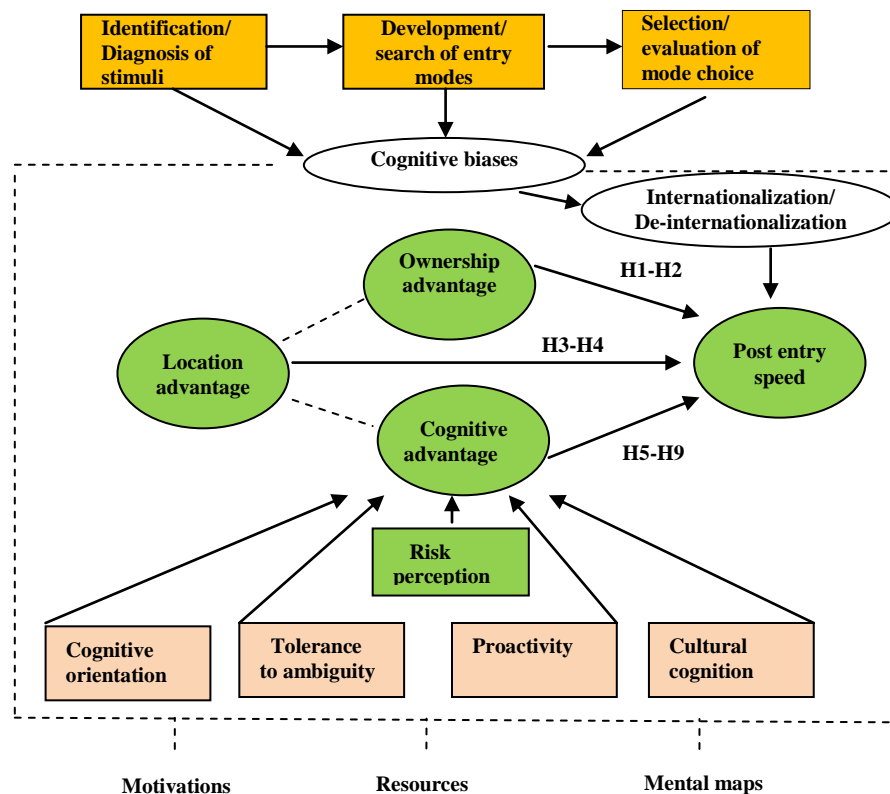 Identification/
Diagnosis of
stimuli
Development/
search of entry
modes
Selection/
evaluation of
mode choice
Cognitive biases
Internationalization/
De-internationalization
Ownership
advantage
H1-H2
Location
advantage
H3-H4
Post entry
speed
Cognitive
advantage
H5-H9
Risk
perception
Cognitive
orientation
Tolerance
to ambiguity
Proactivity
Cultural
cognition
Motivations
Resources
Mental maps